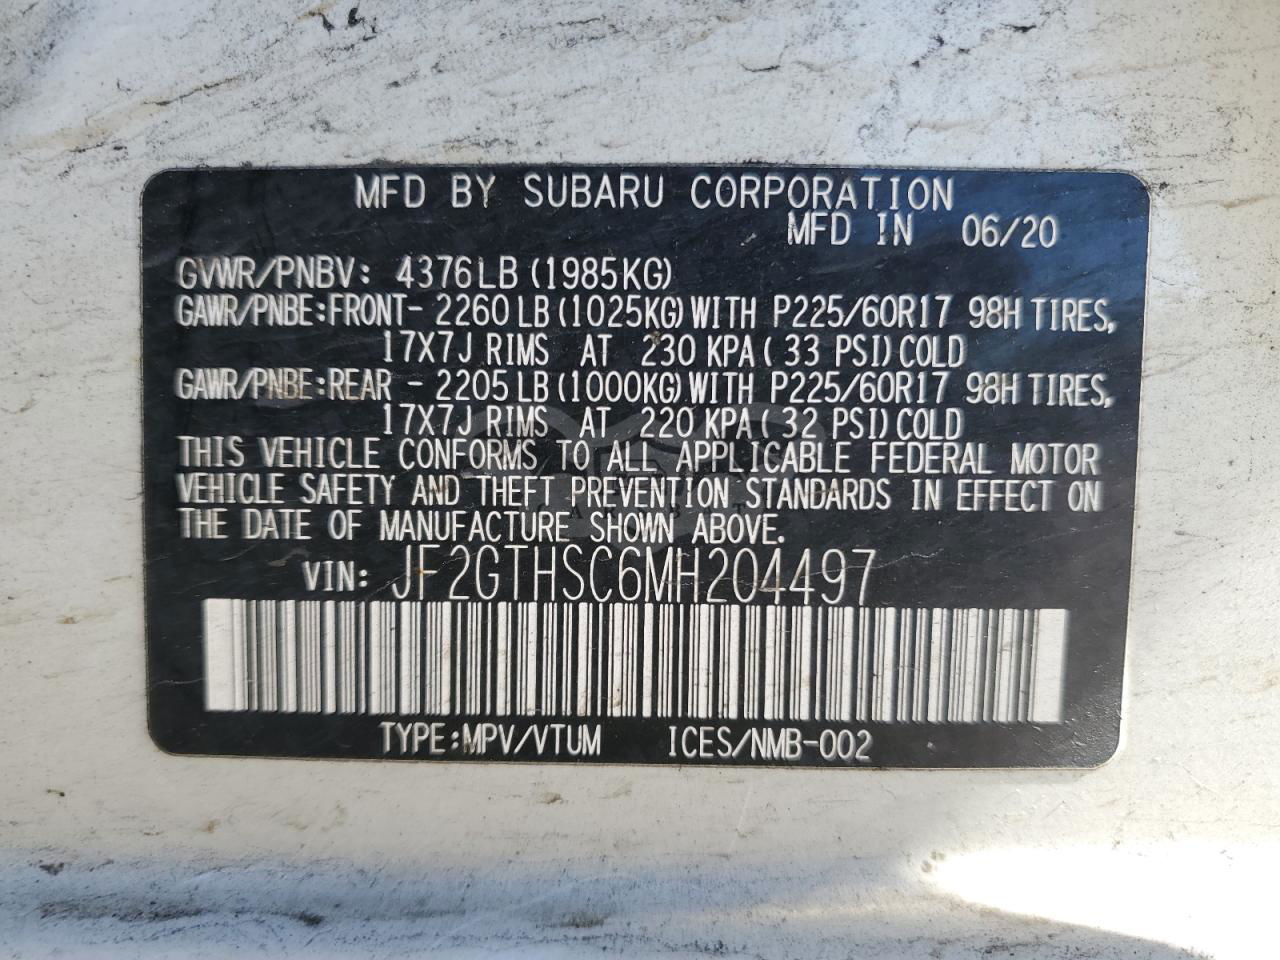 MFD BY SUBARU CORPORATION
MFD IN 06/20
GVWR/PNBV: 4376LB (1985KG)
GAWR/PNBE:FRONT- 2260 LB (1025KG) WITH P225/60R17 98H TIRES,
17X7J RIMS AT 230 KPA ( 33 PSI) COLD
GAWR/PNBE:REAR - 2205 LB (1000KG) WITH P225/60R17 98H TIRES,
17X7J RIMS AT 220 KPA ( 32 PSI) COLD
THIS VEHICLE CONFORMS TO ALL APPLICABLE FEDERAL MOTOR
VEHICLE SAFETY AND THEFT PREVENTION STANDARDS IN EFFECT ON
THE DATE OF MANUFACTURE SHOWN ABOVE.
VIN: JF2GTHSC6MH204497
TYPE:MPV/VTUM ICES/NMB-002